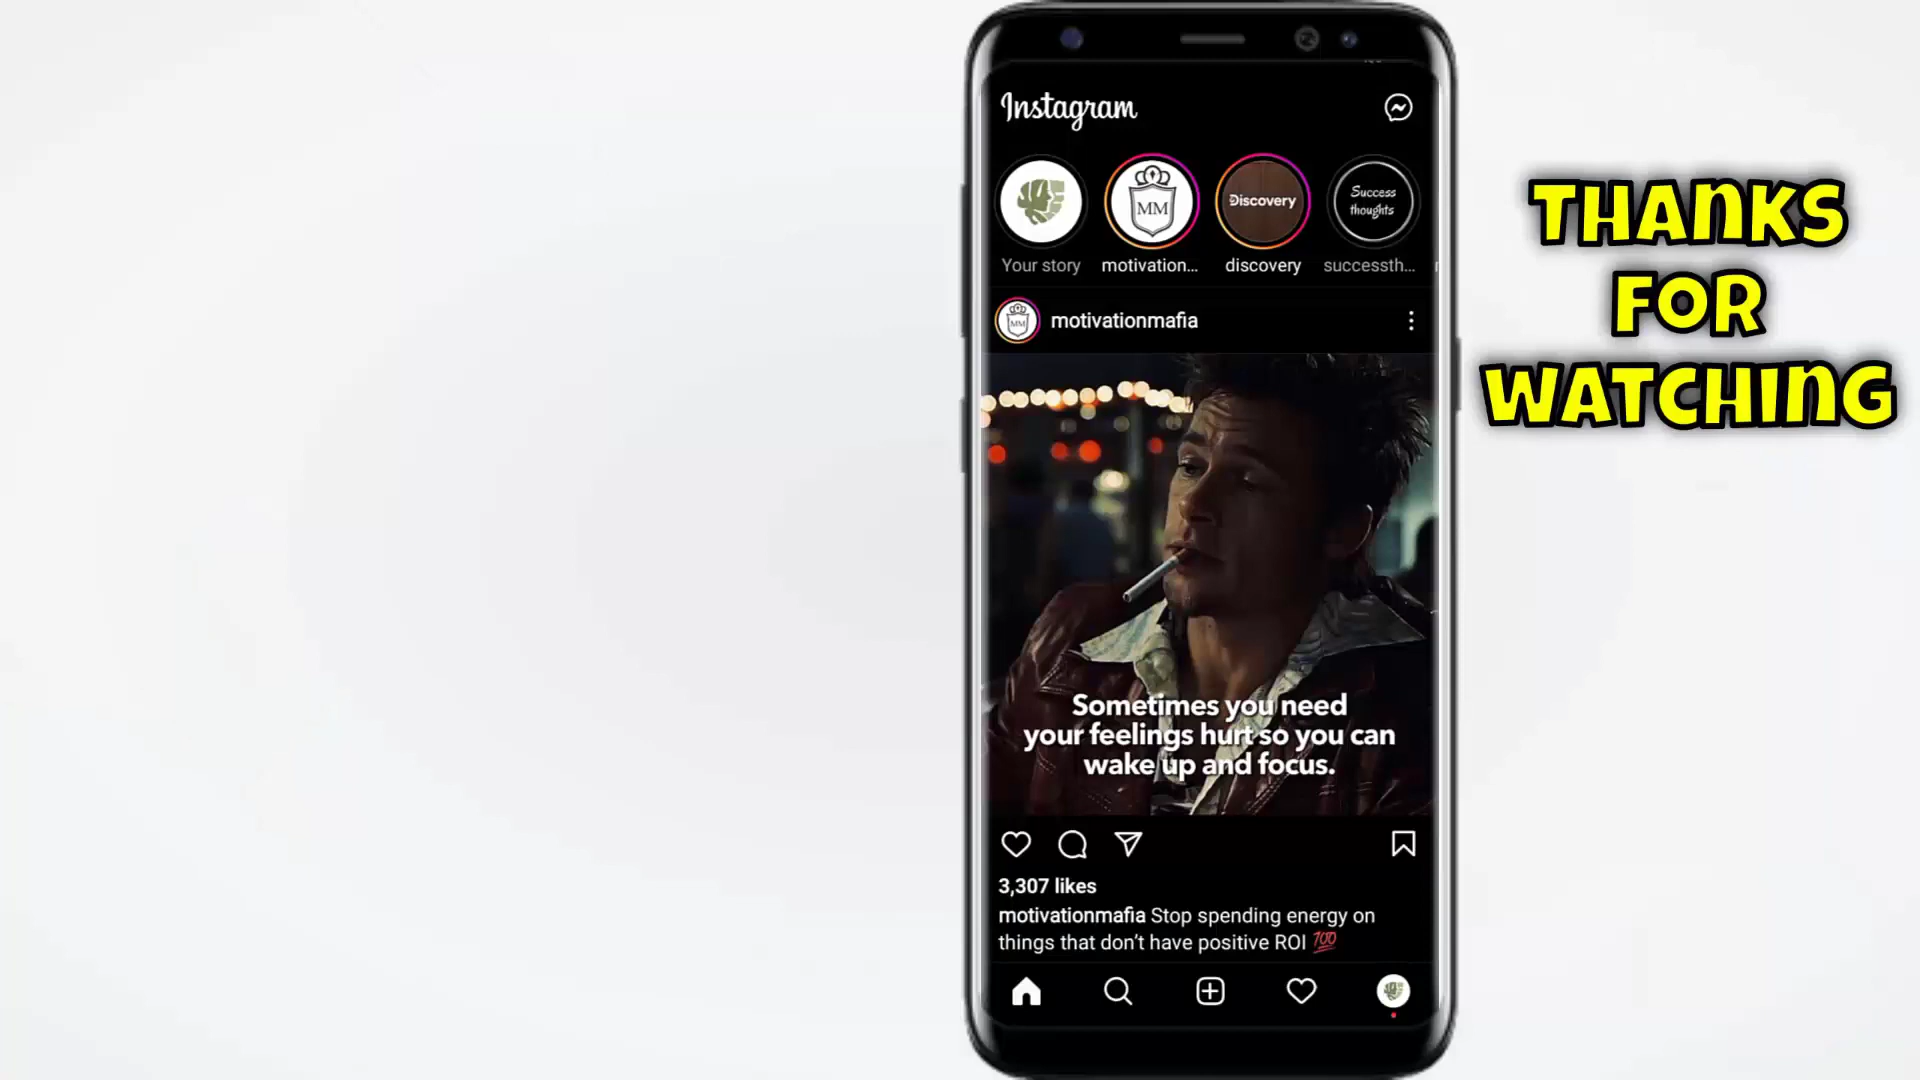 Instagram
MM
Discovery
Success
thoughts
Your story
motivation...
discovery
successth...
MM
motivationmafia
Sometimes you need
your feelings hurt so you can
wake up and focus.
3,307 likes
motivationmafia Stop spending energy on
things that don't have positive ROI 💯
THANKS
FOR
WATCHING